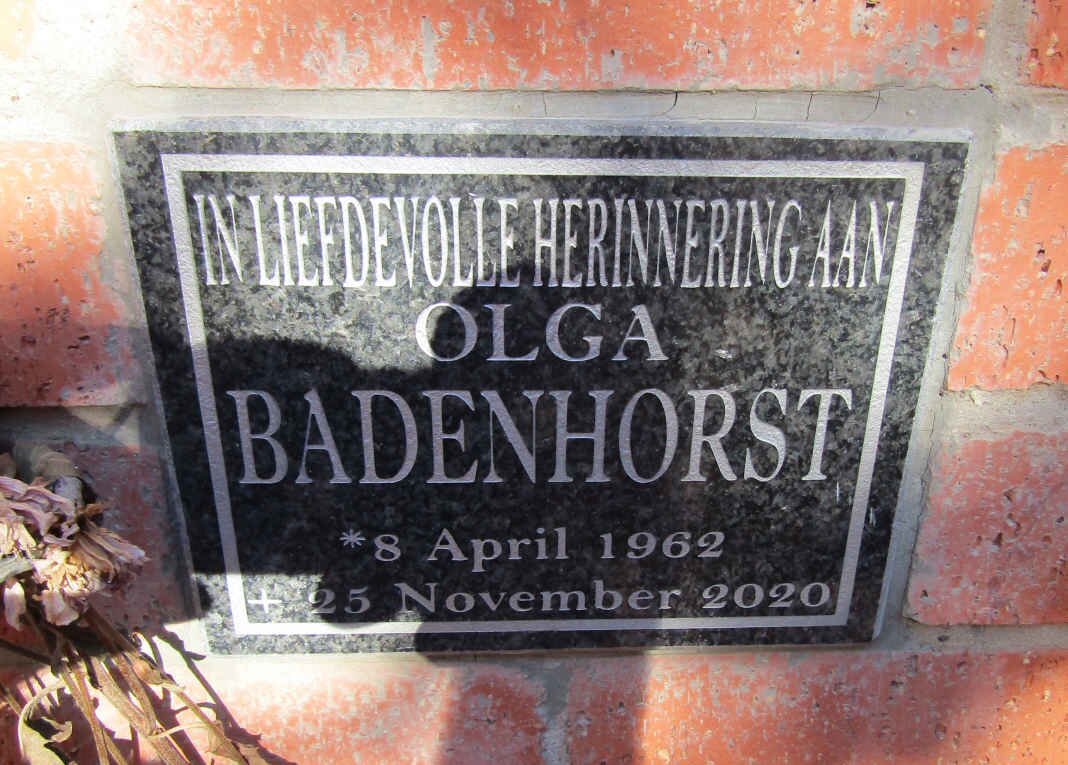 IN LIEFDEVOLLE HERINNERING AAN
OLGA
BADENHORST
*8 April 1962
+ 25 November 2020